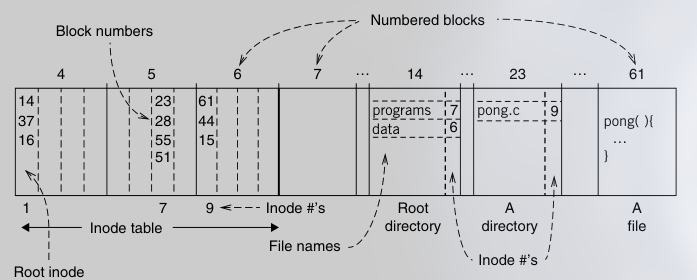 Numbered blocks
Block numbers
4 5 6 7 ... 14 ... 23 ... 61
14 23 61 programs 7 pong.c 9
37 28 44 data 6 pong( ){
16 55 15 ...
51 }
1 7 9 Inode #'s Root directory A directory A file
Inode table
File names
Inode #'s
Root inode